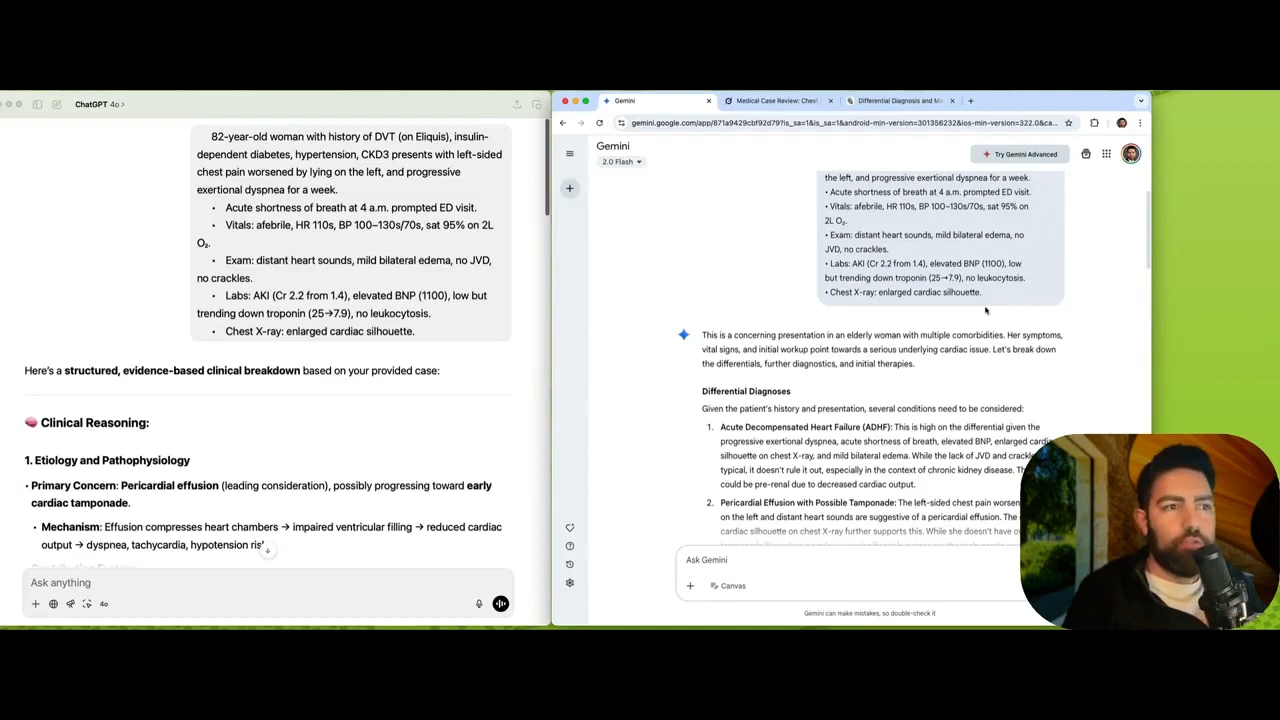 ChatGPT 4o >
82-year-old woman with history of DVT (on Eliquis), insulin-
dependent diabetes, hypertension, CKD3 presents with left-sided
chest pain worsened by lying on the left, and progressive
exertional dyspnea for a week.
• Acute shortness of breath at 4 a.m. prompted ED visit.
• Vitals: afebrile, HR 110s, BP 100–130s/70s, sat 95% on 2L
O₂.
• Exam: distant heart sounds, mild bilateral edema, no JVD,
no crackles.
• Labs: AKI (Cr 2.2 from 1.4), elevated BNP (1100), low but
trending down troponin (25→7.9), no leukocytosis.
• Chest X-ray: enlarged cardiac silhouette.
Here's a structured, evidence-based clinical breakdown based on your provided case:
🧠 Clinical Reasoning:
1. Etiology and Pathophysiology
• Primary Concern: Pericardial effusion (leading consideration), possibly progressing toward early
cardiac tamponade.
• Mechanism: Effusion compresses heart chambers → impaired ventricular filling → reduced cardiac
output → dyspnea, tachycardia, hypotension
Ask anything
4o
Gemini
Medical Case Review: Chest
Differential Diagnosis and M
gemini.google.com/app/871a9429cbf92d79?is_sa=1&is_sa=1&android-min-version=301356232&ios-min-version=322.0&ca...
Gemini
2.0 Flash
Try Gemini Advanced
the left, and progressive exertional dyspnea for a week.
• Acute shortness of breath at 4 a.m. prompted ED visit.
• Vitals: afebrile, HR 110s, BP 100–130s/70s, sat 95% on
2L O₂.
• Exam: distant heart sounds, mild bilateral edema, no
JVD, no crackles.
• Labs: AKI (Cr 2.2 from 1.4), elevated BNP (1100), low
but trending down troponin (25→7.9), no leukocytosis.
• Chest X-ray: enlarged cardiac silhouette.
This is a concerning presentation in an elderly woman with multiple comorbidities. Her symptoms,
vital signs, and initial workup point towards a serious underlying cardiac issue. Let's break down
the differentials, further diagnostics, and initial therapies.
Differential Diagnoses
Given the patient's history and presentation, several conditions need to be considered:
1. Acute Decompensated Heart Failure (ADHF): This is high on the differential given the
progressive exertional dyspnea, acute shortness of breath, elevated BNP, enlarged
silhouette on chest X-ray, and mild bilateral edema. While the lack of JVD and
typical, it doesn't rule it out, especially in the context of chronic kidney disease.
could be pre-renal due to decreased cardiac output.
2. Pericardial Effusion with Possible Tamponade: The left-sided chest pain
on the left and distant heart sounds are suggestive of a pericardial effusion. The
cardiac silhouette on chest X-ray further supports this. While she doesn't have
Ask Gemini
Canvas
Gemini can make mistakes, so double-check it